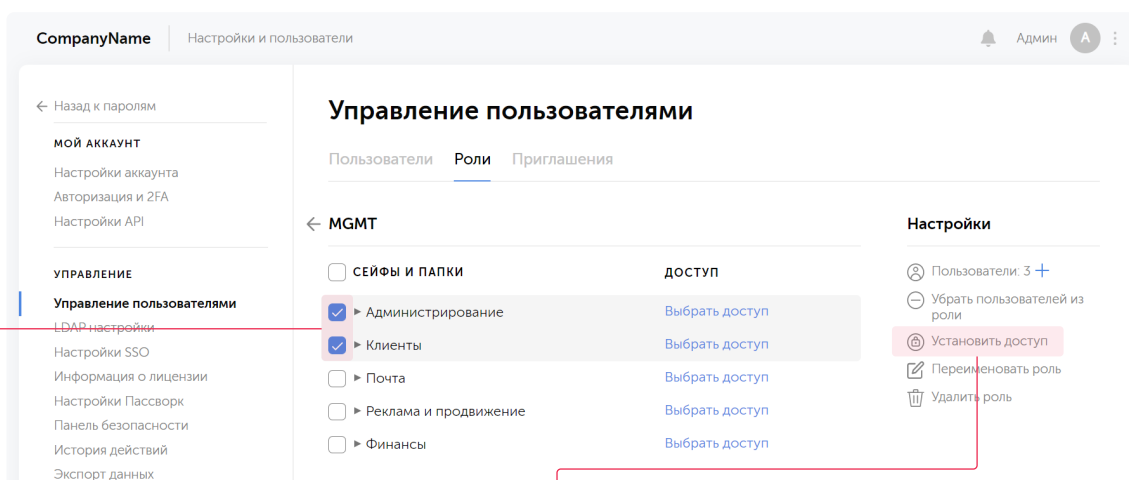 CompanyName
Настройки и пользователи
Админ
А
Назад к паролям
МОЙ АККАУНТ
Настройки аккаунта
Авторизация и 2FA
Настройки API
УПРАВЛЕНИЕ
Управление пользователями
LDAP настройки
Настройки SSO
Информация о лицензии
Настройки Пассворк
Панель безопасности
История действий
Экспорт данных
Управление пользователями
Пользователи Роли Приглашения
MGMT
СЕЙФЫ И ПАПКИ ДОСТУП
Администрирование Выбрать доступ
Клиенты Выбрать доступ
Почта Выбрать доступ
Реклама и продвижение Выбрать доступ
Финансы Выбрать доступ
Настройки
Пользователи: 3
Убрать пользователей из
роли
Установить доступ
Переименовать роль
Удалить роль